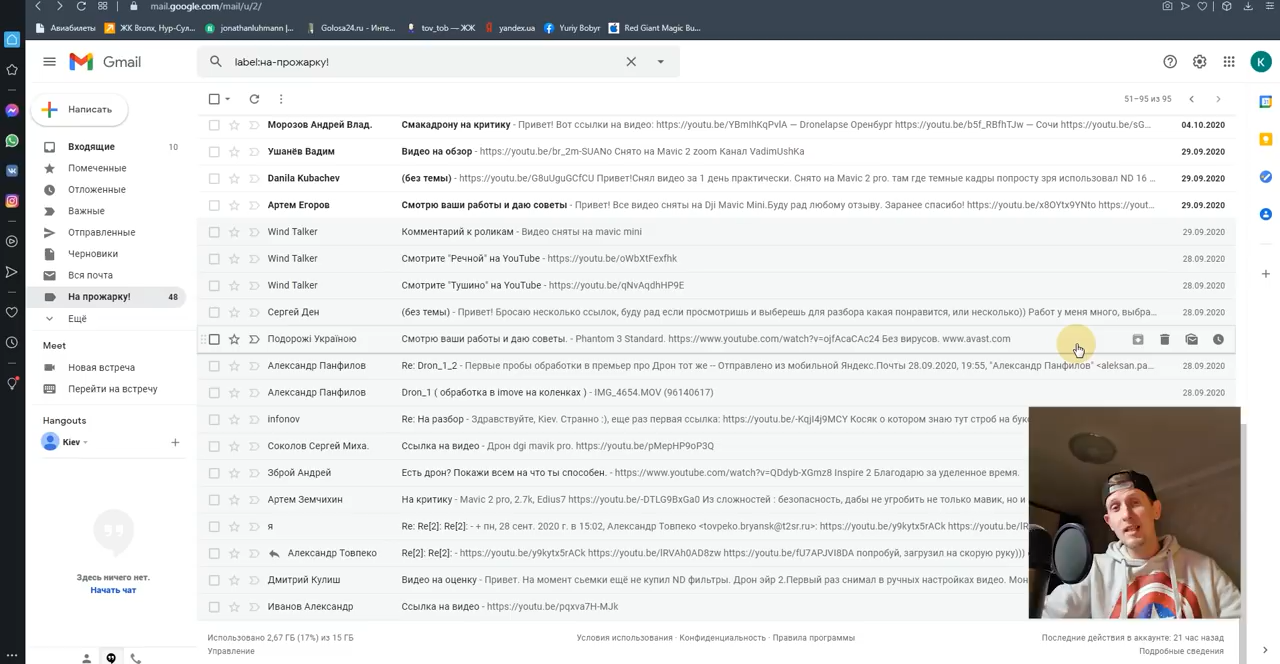 mail.google.com/mail/u/2/
Авиабилеты ЖК Bronx, Нур-Сул... jonathanluhmann |... Golosa24.ru - Инте... tov_tob — ЖЖ yandex.ua Yuriy Bobyr Red Giant Magic Bu...
Gmail
label:на-прожарку!
K
Написать
51–95 из 95
Входящие 10
Помеченные
Отложенные
Важные
Отправленные
Черновики
Вся почта
На прожарку! 48
Ещё
Meet
Новая встреча
Перейти на встречу
Hangouts
Kiev
Здесь ничего нет.
Начать чат
Морозов Андрей Влад. Смакадрону на критику - Привет! Вот ссылки на видео: https://youtu.be/YBmIhKqPvlA — Dronelapse Оренбург https://youtu.be/b5f_RBfhTJw — Сочи https://youtu.be/sG... 04.10.2020
Ушанёв Вадим Видео на обзор - https://youtu.be/br_2m-SUANo Снято на Mavic 2 zoom Канал VadimUshKa 29.09.2020
Danila Kubachev (без темы) - https://youtu.be/G8uUguGCfCU Привет!Снял видео за 1 день практически. Снято на Mavic 2 pro. там где темные кадры попросту зря использовал ND 16 ... 29.09.2020
Артем Егоров Смотрю ваши работы и даю советы - Привет! Все видео сняты на Dji Mavic Mini.Буду рад любому отзыву. Заранее спасибо! https://youtu.be/x8OYtx9YNto https://yout... 29.09.2020
Wind Talker Комментарий к роликам - Видео сняты на mavic mini 29.09.2020
Wind Talker Смотрите "Речной" на YouTube - https://youtu.be/oWbXtFexfhk 28.09.2020
Wind Talker Смотрите "Тушино" на YouTube - https://youtu.be/qNvAqdhHP9E 28.09.2020
Сергей Ден (без темы) - Привет! Бросаю несколько ссылок, буду рад если просмотришь и выберешь для разбора какая понравится, или несколько)) Работ у меня много, выбра... 28.09.2020
Подорожі Україною Смотрю ваши работы и даю советы. - Phantom 3 Standard. https://www.youtube.com/watch?v=ojfAcaCAc24 Без вирусов. www.avast.com
Александр Панфилов Re: Dron_1_2 - Первые пробы обработки в премьер про Дрон тот же -- Отправлено из мобильной Яндекс.Почты 28.09.2020, 19:55, "Александр Панфилов" <aleksan.pa... 28.09.2020
Александр Панфилов Dron_1 ( обработка в imove на коленках ) - IMG_4654.MOV (96140617) 28.09.2020
infonov Re: На разбор - Здравствуйте, Kiev. Странно :), еще раз первая ссылка: https://youtu.be/-KqjI4j9MCY Косяк о котором знаю тут строб на бук
Соколов Сергей Миха. Ссылка на видео - Дрон dgi mavik pro. https://youtu.be/pMepHP9oP3Q
Зброй Андрей Есть дрон? Покажи всем на что ты способен. - https://www.youtube.com/watch?v=QDdyb-XGmz8 Inspire 2 Благодарю за уделенное время.
Артем Земчихин На критику - Mavic 2 pro, 2.7k, Edius7 https://youtu.be/-DTLG9BxGa0 Из сложностей : безопасность, дабы не угробить не только мавик, но и
я Re: Re[2]: Re[2]: - + пн, 28 сент. 2020 г. в 15:02, Александр Товпеко <tovpeko.bryansk@t2sr.ru>: https://youtu.be/y9kytx5rACk https://youtu.be/lR
Александр Товпеко Re[2]: Re[2]: - https://youtu.be/y9kytx5rACk https://youtu.be/lRVAh0AD8zw https://youtu.be/fU7APJVI8DA попробуй, загрузил на скорую руку)))
Дмитрий Кулиш Видео на оценку - Привет. На момент сьемки ещё не купил ND фильтры. Дрон эйр 2.Первый раз снимал в ручных настройках видео. Мон
Иванов Александр Ссылка на видео - https://youtu.be/pqxva7H-MJk
Использовано 2,67 ГБ (17%) из 15 ГБ
Управление
Условия использования · Конфиденциальность · Правила программы
Последние действия в аккаунте: 21 час назад
Подробные сведения